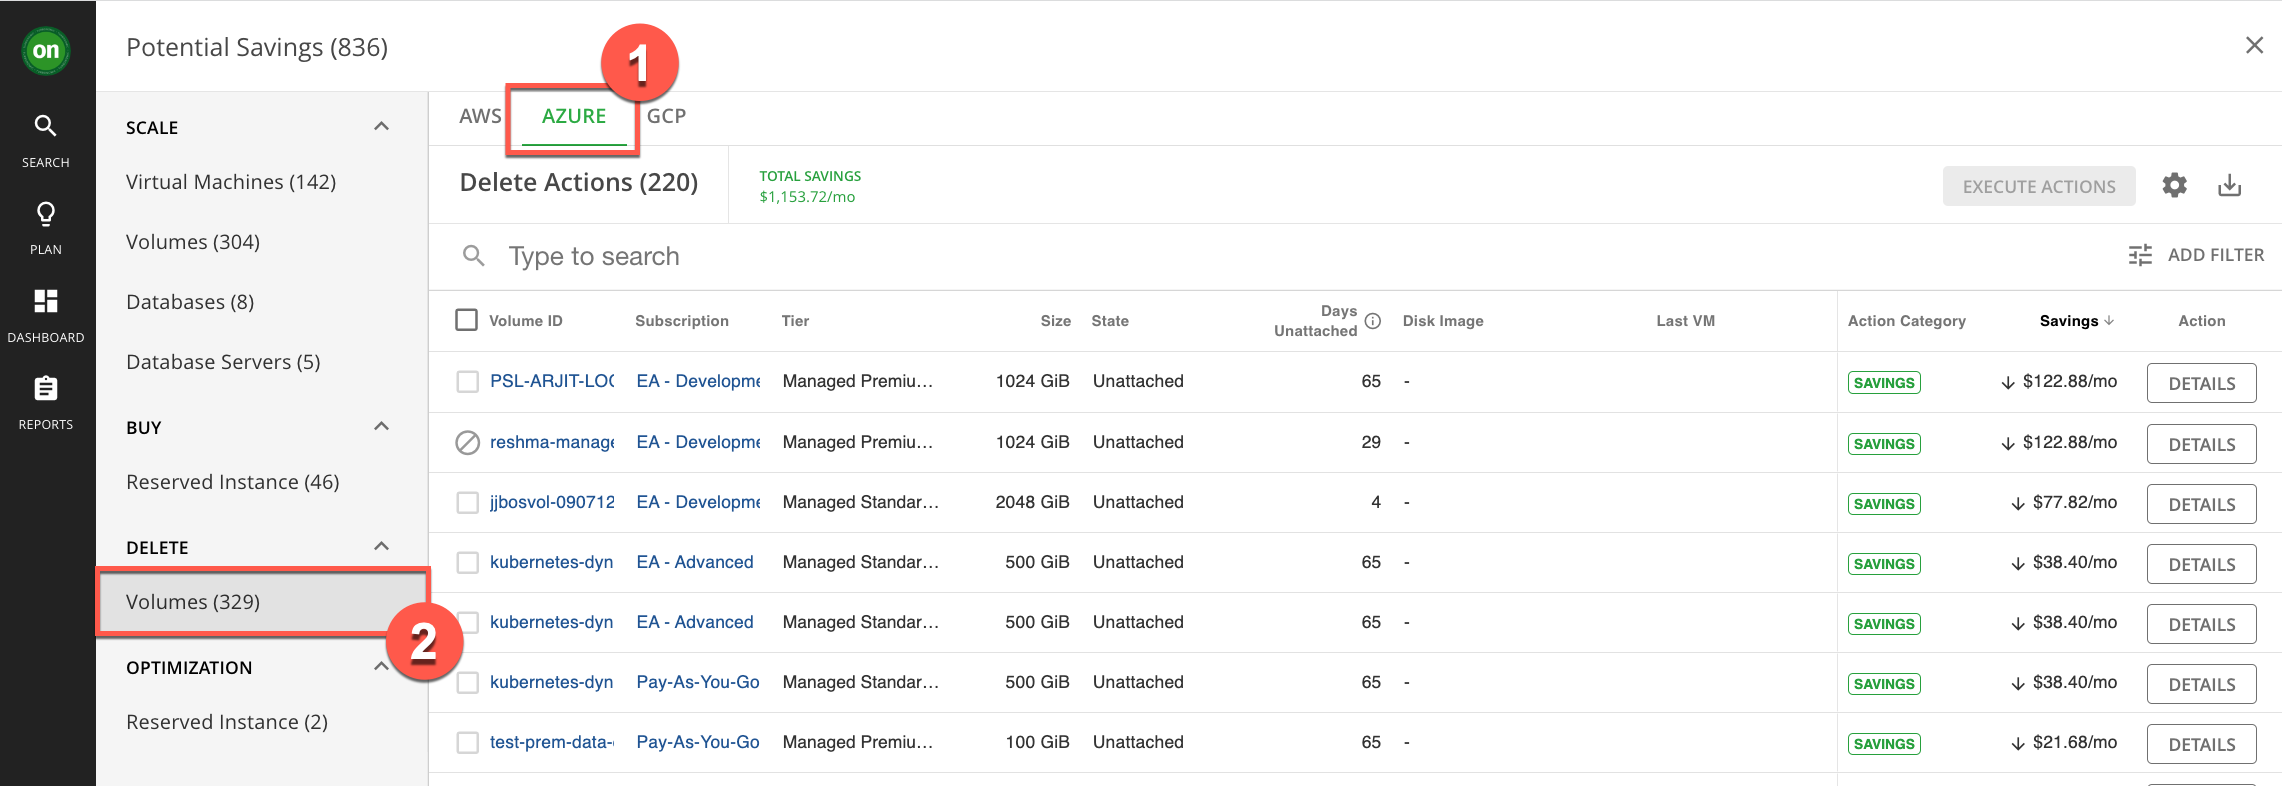 on
SEARCH
PLAN
DASHBOARD
REPORTS
Potential Savings (836)
SCALE
Virtual Machines (142)
Volumes (304)
Databases (8)
Database Servers (5)
BUY
Reserved Instance (46)
DELETE
Volumes (329)
OPTIMIZATION
Reserved Instance (2)
1
2
AWS AZURE GCP
Delete Actions (220)
TOTAL SAVINGS
$1,153.72/mo
EXECUTE ACTIONS
Type to search
ADD FILTER
Volume ID Subscription Tier Size State Days Unattached Disk Image Last VM Action Category Savings Action
PSL-ARJIT-LOC EA - Developme Managed Premiu... 1024 GiB Unattached 65 - SAVINGS $122.88/mo DETAILS
reshma-manage EA - Developme Managed Premiu... 1024 GiB Unattached 29 - SAVINGS $122.88/mo DETAILS
jjbosvol-090712 EA - Developme Managed Standar... 2048 GiB Unattached 4 - SAVINGS $77.82/mo DETAILS
kubernetes-dyn EA - Advanced Managed Standar... 500 GiB Unattached 65 - SAVINGS $38.40/mo DETAILS
kubernetes-dyn EA - Advanced Managed Standar... 500 GiB Unattached 65 - SAVINGS $38.40/mo DETAILS
kubernetes-dyn Pay-As-You-Go Managed Standar... 500 GiB Unattached 65 - SAVINGS $38.40/mo DETAILS
test-prem-data- Pay-As-You-Go Managed Premiu... 100 GiB Unattached 65 - SAVINGS $21.68/mo DETAILS